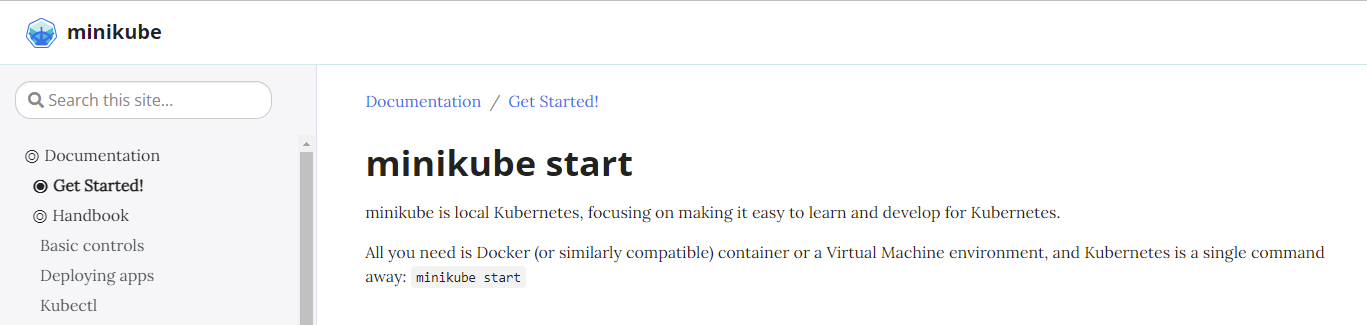 minikube
Search this site...
Documentation
Get Started!
Handbook
Basic controls
Deploying apps
Kubectl
Documentation / Get Started!
minikube start
minikube is local Kubernetes, focusing on making it easy to learn and develop for Kubernetes.
All you need is Docker (or similarly compatible) container or a Virtual Machine environment, and Kubernetes is a single command
away: minikube start